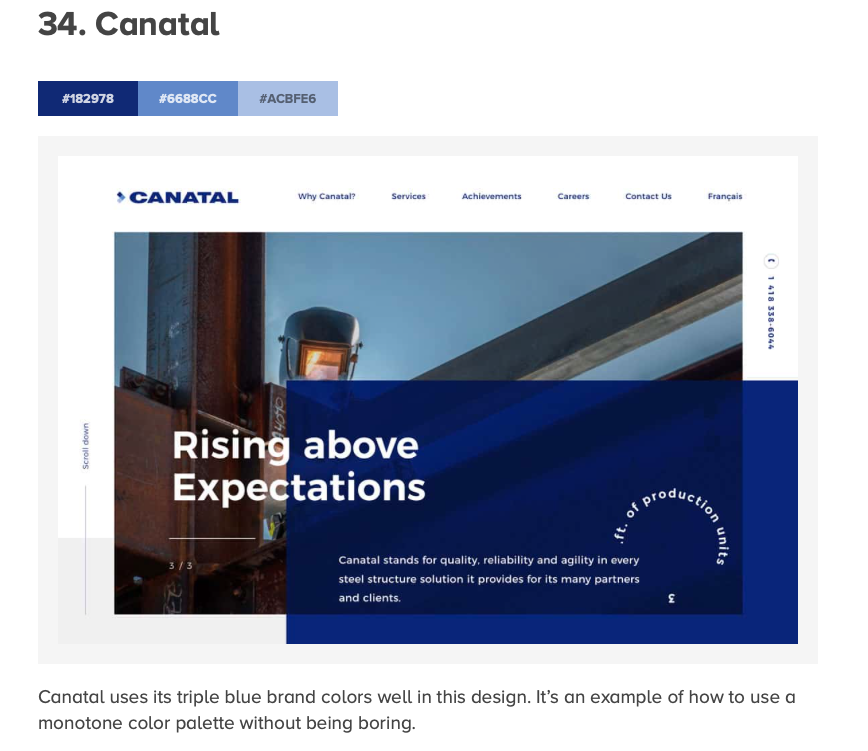 34. Canatal
#182978 #6688CC #ACBFE6
CANATAL Why Canatal? Services Achievements Careers Contact Us Français
1 418 338-6044
Scroll down
Rising above
Expectations
.ft. of production units
3 / 3
Canatal stands for quality, reliability and agility in every
steel structure solution it provides for its many partners
and clients.
Canatal uses its triple blue brand colors well in this design. It’s an example of how to use a
monotone color palette without being boring.